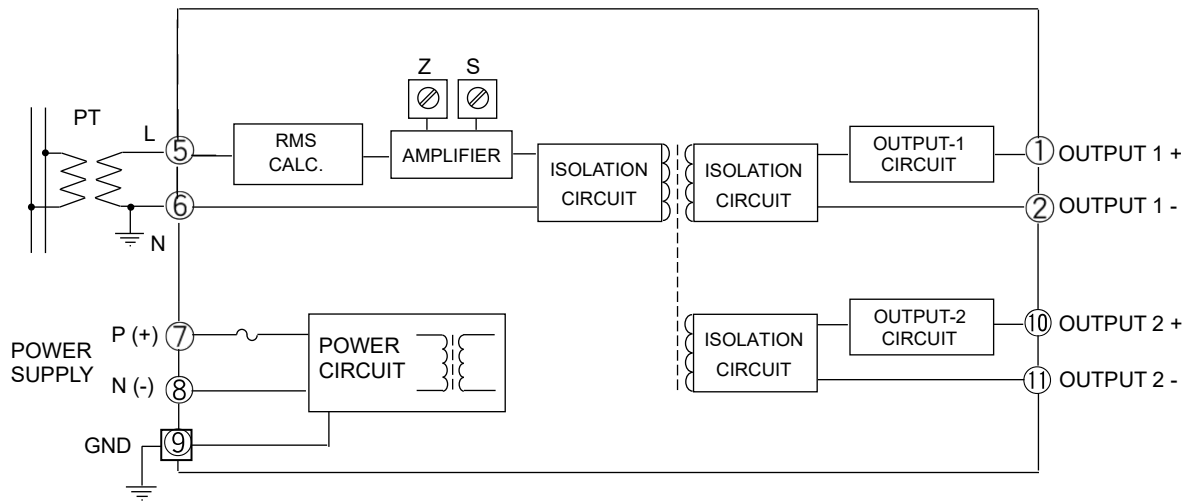 Z S
PT
L
5
RMS
CALC.
AMPLIFIER
ISOLATION
CIRCUIT
ISOLATION
CIRCUIT
OUTPUT-1
CIRCUIT
1 OUTPUT 1 +
6
N
2 OUTPUT 1 -
POWER
SUPPLY
P (+) 7
N (-) 8
GND 9
POWER
CIRCUIT
ISOLATION
CIRCUIT
OUTPUT-2
CIRCUIT
10 OUTPUT 2 +
11 OUTPUT 2 -